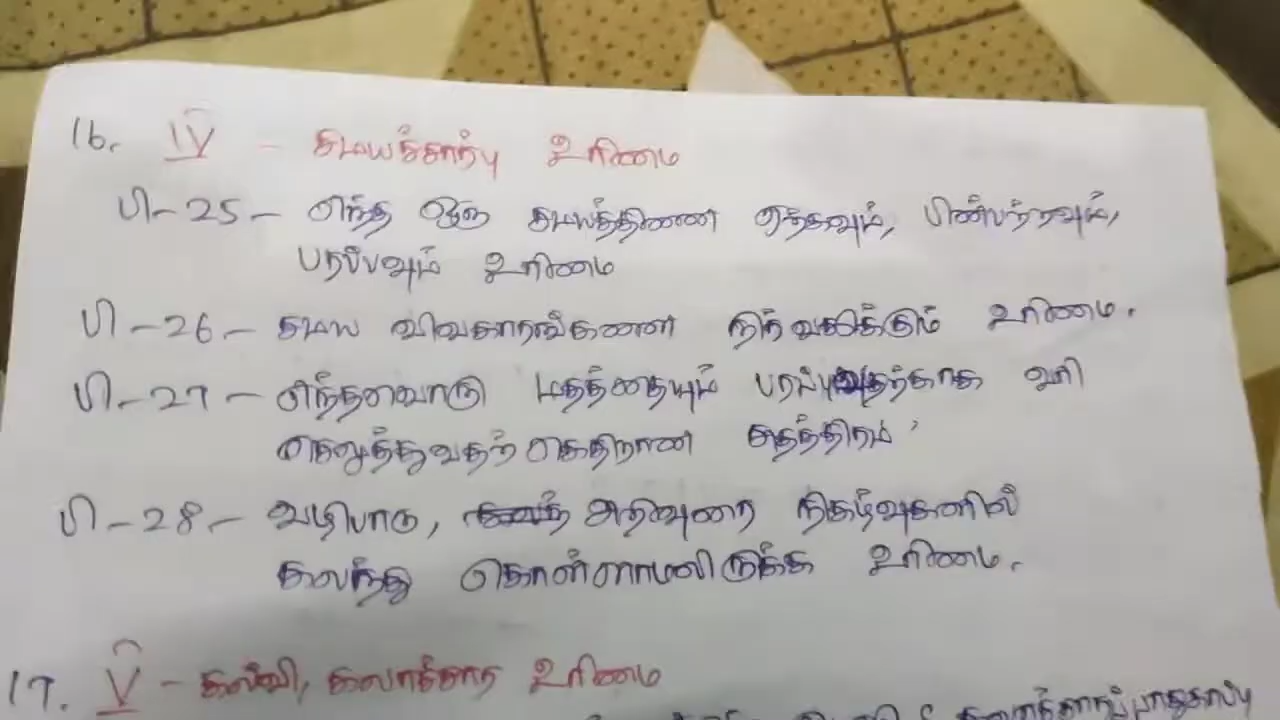 16. IV - சமயச்சார்பு உரிமை
பி-25- எந்த ஒரு சமயத்தினை ஏற்கவும், பின்பற்றவும்,
பரப்பவும் உரிமை
பி-26- சமய விவகாரங்களை நிர்வகிக்கும் உரிமை.
பி-27- எந்தவொரு மதத்தையும் பரப்புவதற்காக வரி
செலுத்துவதற்கெதிரான சுதந்திரம்
பி-28- வழிபாடு, அறிவுரை நிகழ்வுகளில்
கலந்து கொள்ளாமலிருக்க உரிமை.
17. V - கல்வி, கலாச்சார உரிமை